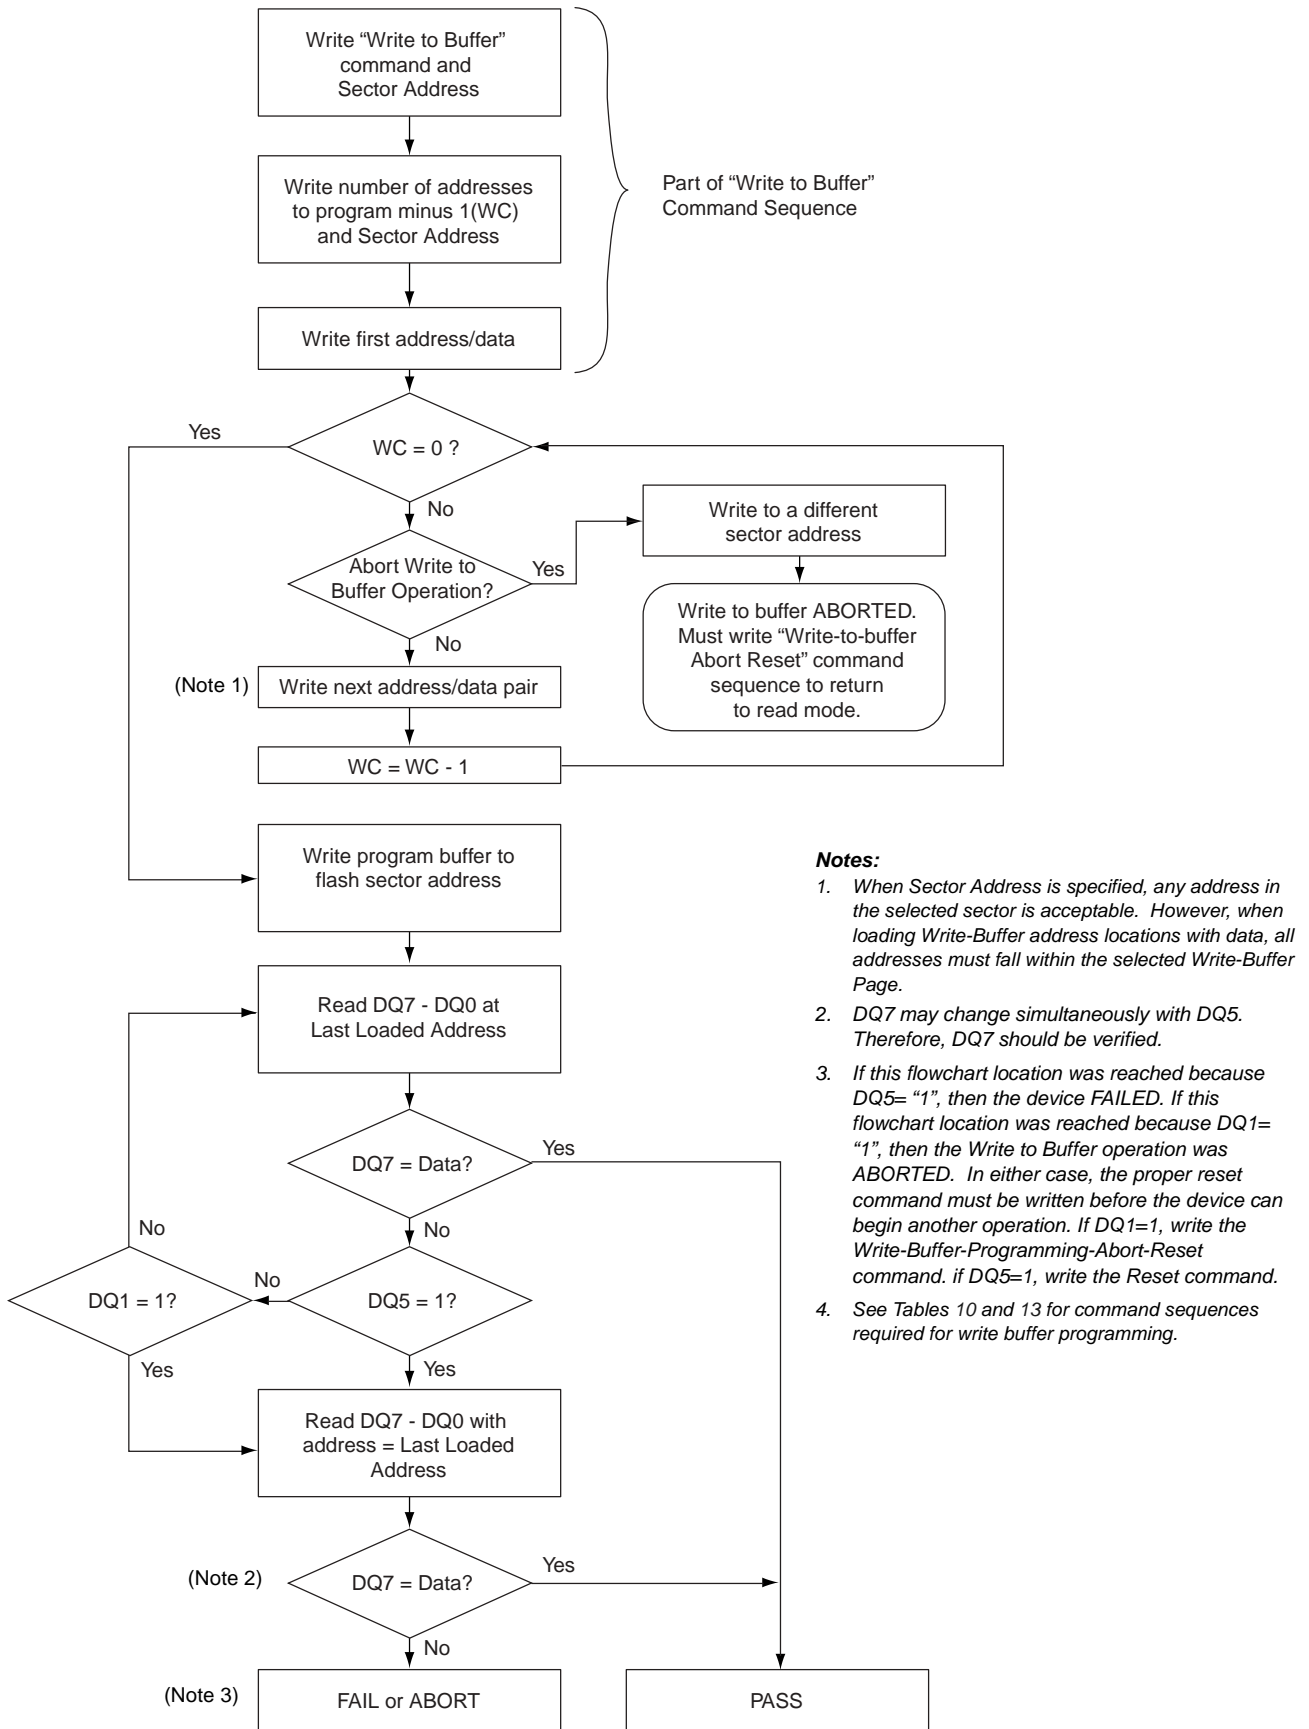 Write “Write to Buffer”
command and
Sector Address
Write number of addresses
to program minus 1(WC)
and Sector Address
Part of “Write to Buffer”
Command Sequence
Write first address/data
Yes
WC = 0 ?
No
Write to a different
sector address
Abort Write to
Buffer Operation?
Yes
Write to buffer ABORTED.
Must write “Write-to-buffer
Abort Reset” command
sequence to return
to read mode.
No
(Note 1)
Write next address/data pair
WC = WC - 1
Write program buffer to
flash sector address
Read DQ7 - DQ0 at
Last Loaded Address
DQ7 = Data?
Yes
No
No
DQ1 = 1?
No
DQ5 = 1?
Yes
Yes
Read DQ7 - DQ0 with
address = Last Loaded
Address
(Note 2)
DQ7 = Data?
Yes
No
(Note 3)
FAIL or ABORT
PASS
Notes:
1. When Sector Address is specified, any address in
the selected sector is acceptable. However, when
loading Write-Buffer address locations with data, all
addresses must fall within the selected Write-Buffer
Page.
2. DQ7 may change simultaneously with DQ5.
Therefore, DQ7 should be verified.
3. If this flowchart location was reached because
DQ5= “1”, then the device FAILED. If this
flowchart location was reached because DQ1=
“1”, then the Write to Buffer operation was
ABORTED. In either case, the proper reset
command must be written before the device can
begin another operation. If DQ1=1, write the
Write-Buffer-Programming-Abort-Reset
command. if DQ5=1, write the Reset command.
4. See Tables 10 and 13 for command sequences
required for write buffer programming.